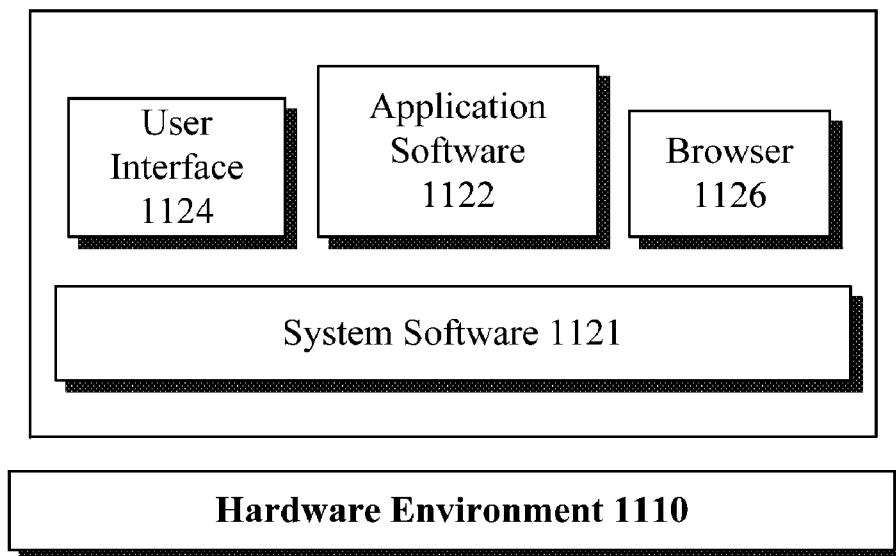 User
Interface
1124
Application
Software
1122
Browser
1126
System Software 1121
Hardware Environment 1110